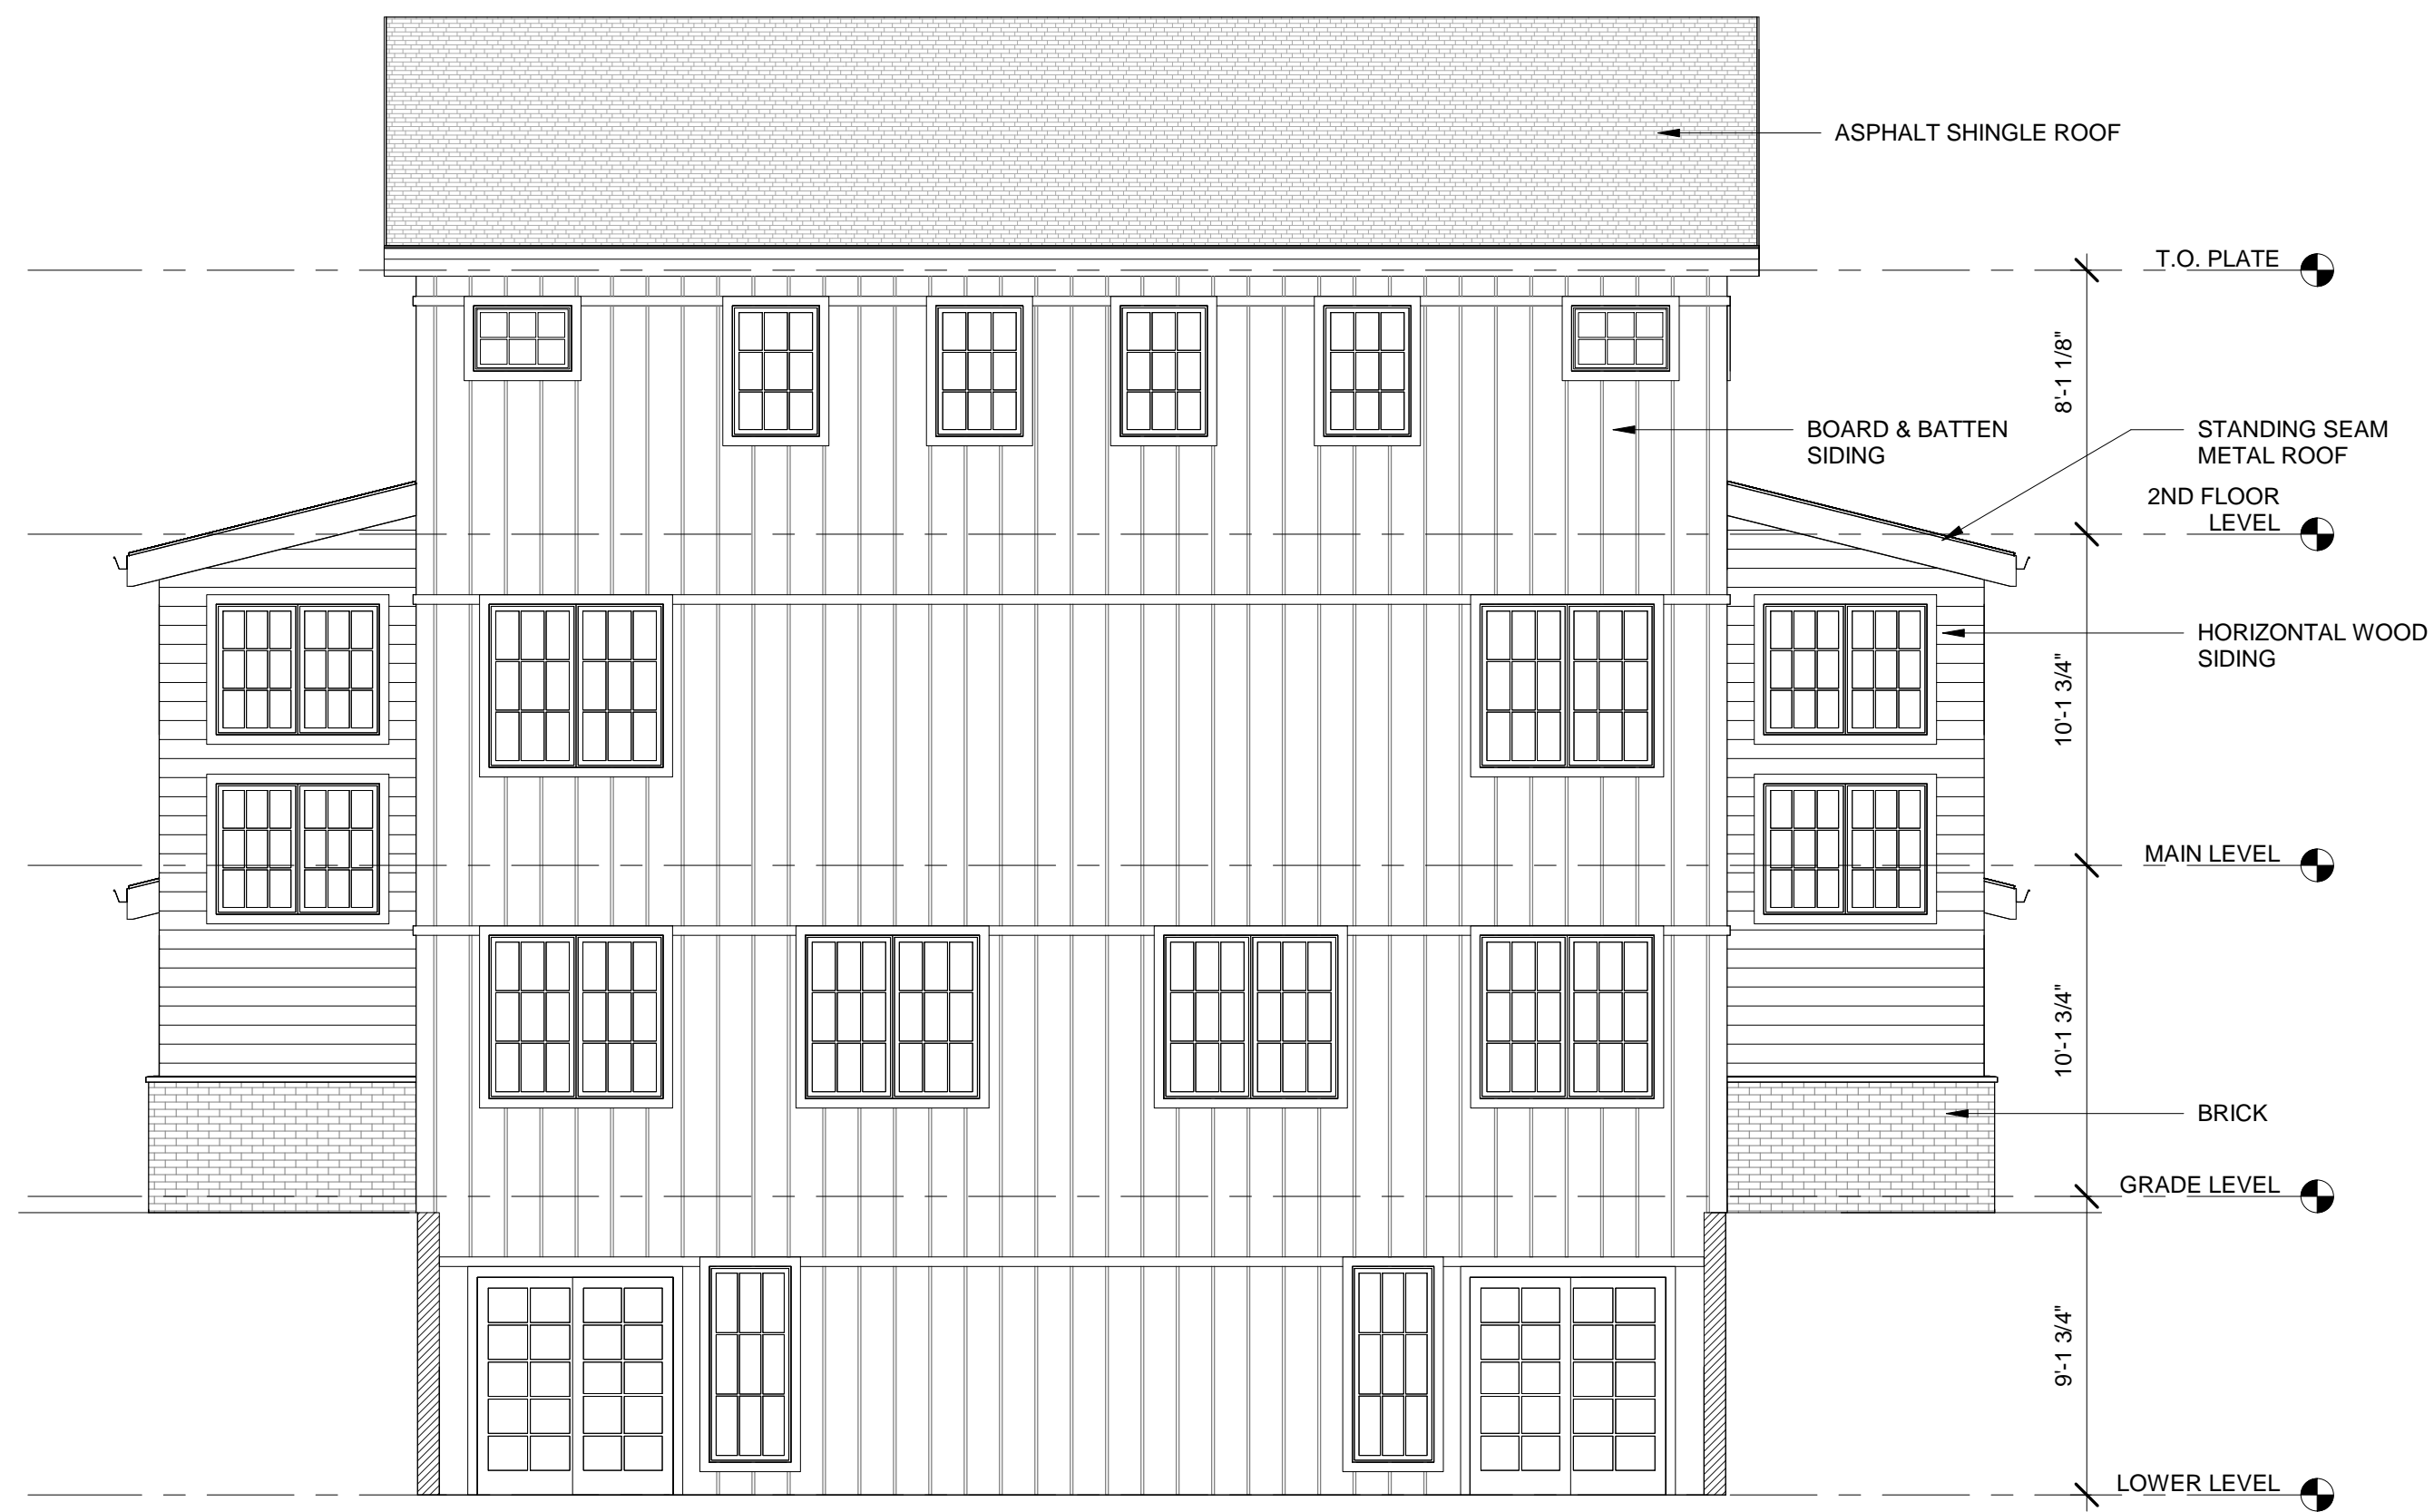 ASPHALT SHINGLE ROOF
T.O. PLATE
8'-1 1/8"
BOARD & BATTEN
SIDING
STANDING SEAM
METAL ROOF
2ND FLOOR
LEVEL
HORIZONTAL WOOD
SIDING
10'-1 3/4"
MAIN LEVEL
10'-1 3/4"
BRICK
GRADE LEVEL
9'-1 3/4"
LOWER LEVEL